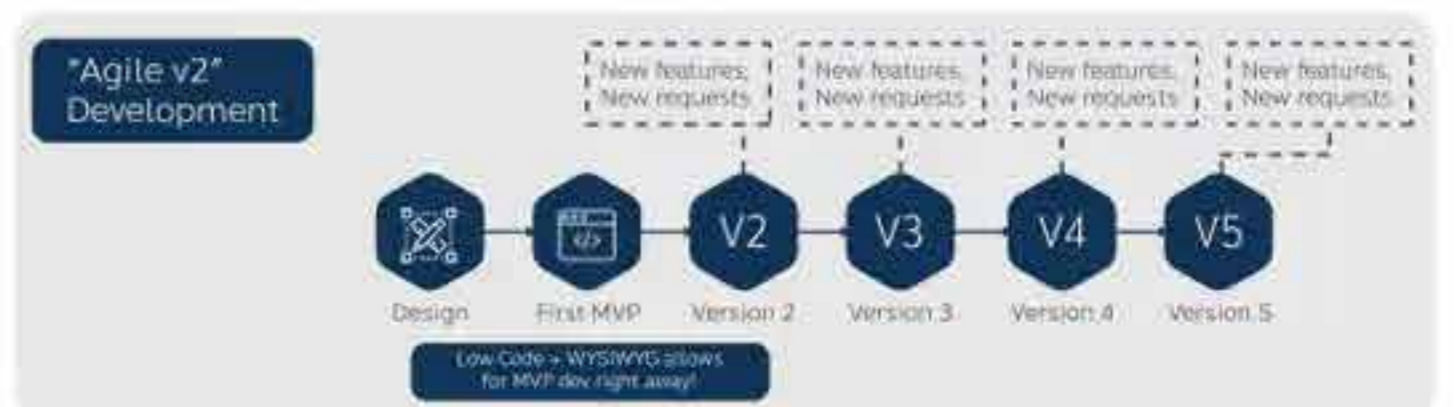 "Agile v2"
Development
New features,
New requests
New features,
New requests
New features,
New requests
New features,
New requests
V2
V3
V4
V5
Design
First MVP
Version 2
Version 3
Version 4
Version 5
Low-Code + WYSIWYG allows
for MVP dev right away!